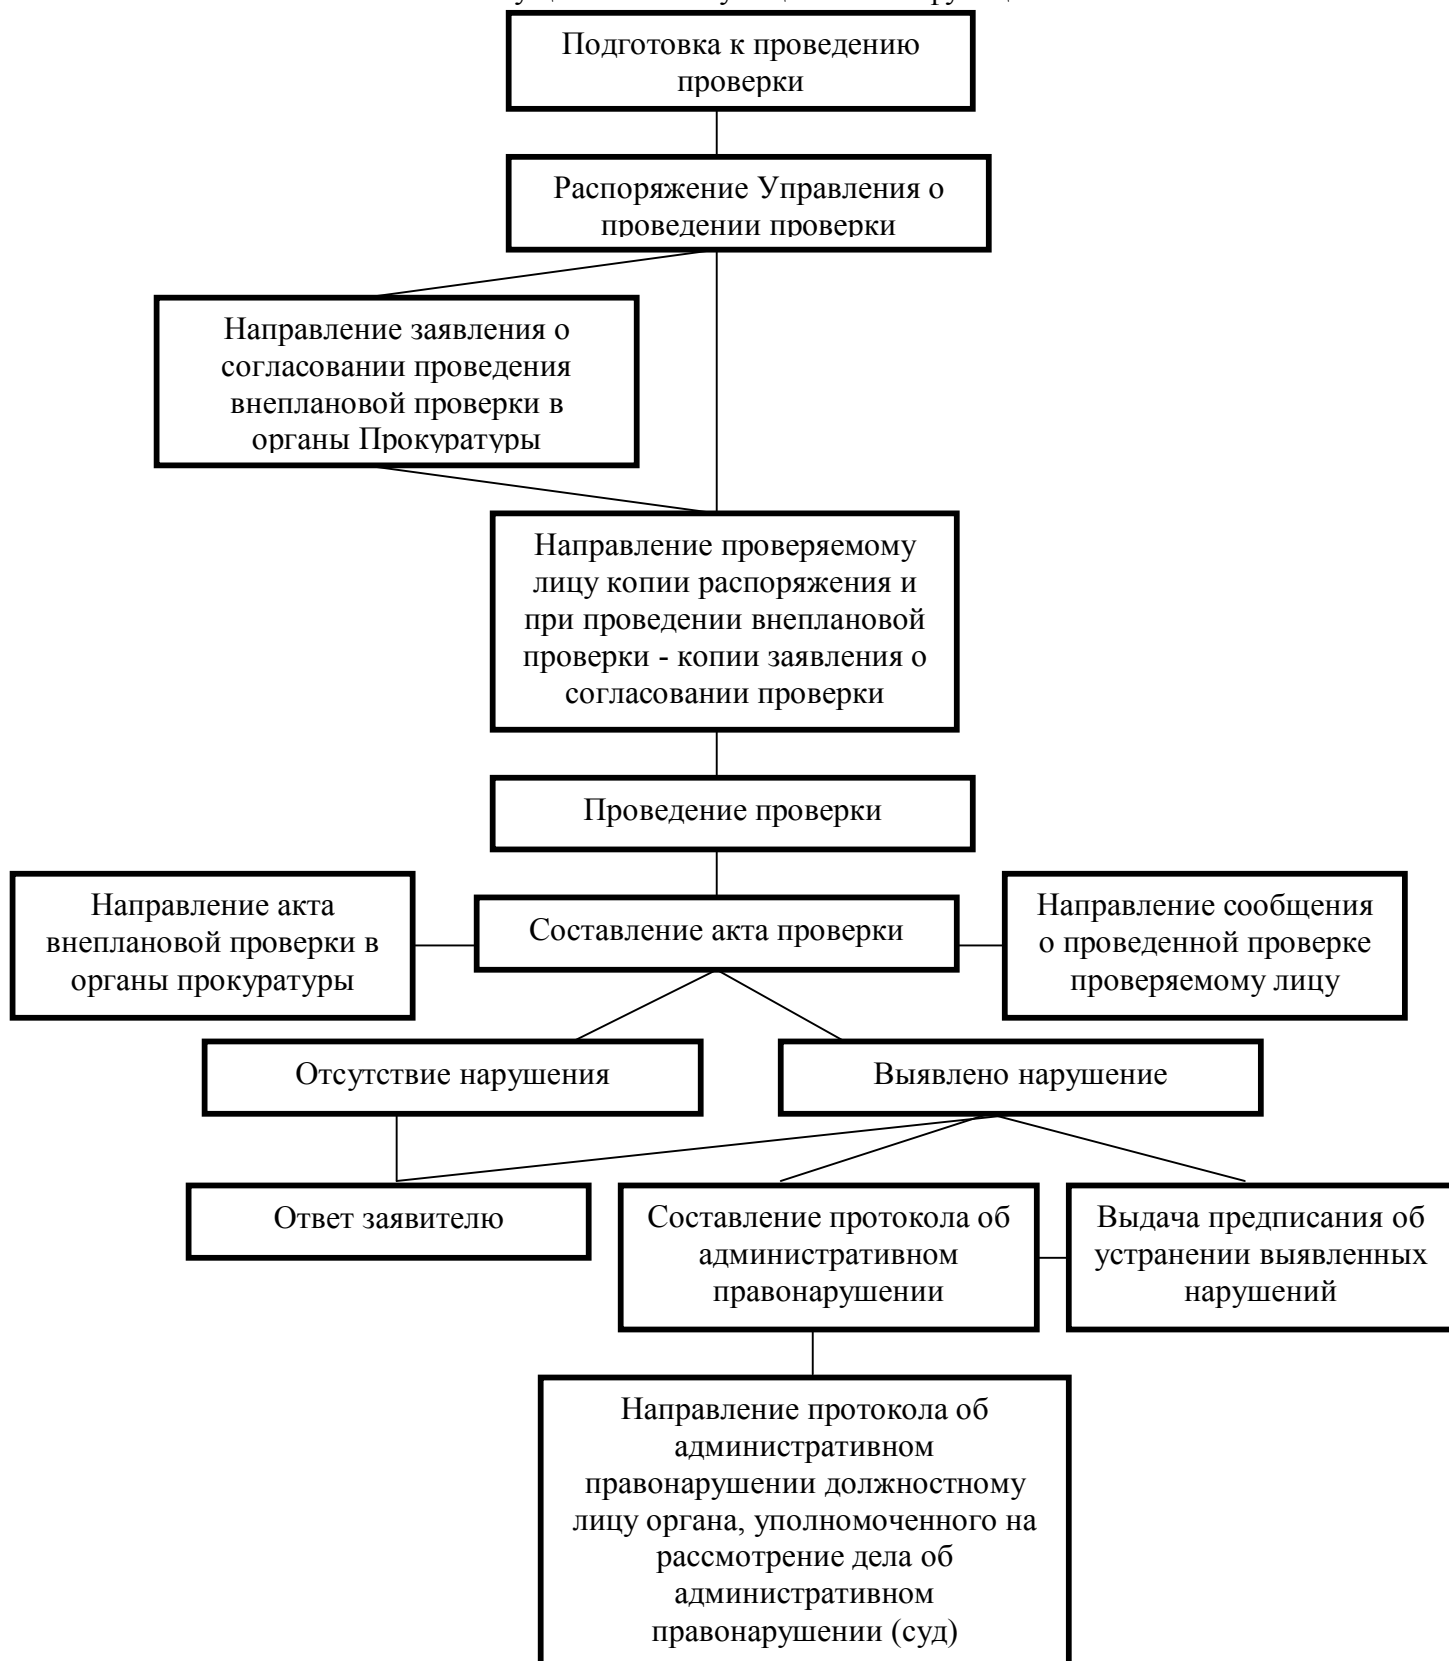 Подготовка к проведению
проверки
Распоряжение Управления о
проведении проверки
Направление заявления о
согласовании проведения
внеплановой проверки в
органы Прокуратуры
Направление проверяемому
лицу копии распоряжения и
при проведении внеплановой
проверки - копии заявления о
согласовании проверки
Проведение проверки
Направление акта
внеплановой проверки в
органы прокуратуры
Составление акта проверки
Направление сообщения
о проведенной проверке
проверяемому лицу
Отсутствие нарушения
Выявлено нарушение
Ответ заявителю
Составление протокола об
административном
правонарушении
Выдача предписания об
устранении выявленных
нарушений
Направление протокола об
административном
правонарушении должностному
лицу органа, уполномоченного на
рассмотрение дела об
административном
правонарушении (суд)